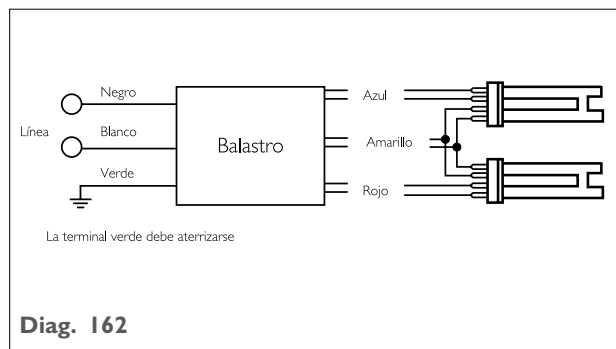 Negro
Azul
Línea
Blanco
Balastro
Amarillo
Verde
Rojo
La terminal verde debe aterrizarse
Diag. 162